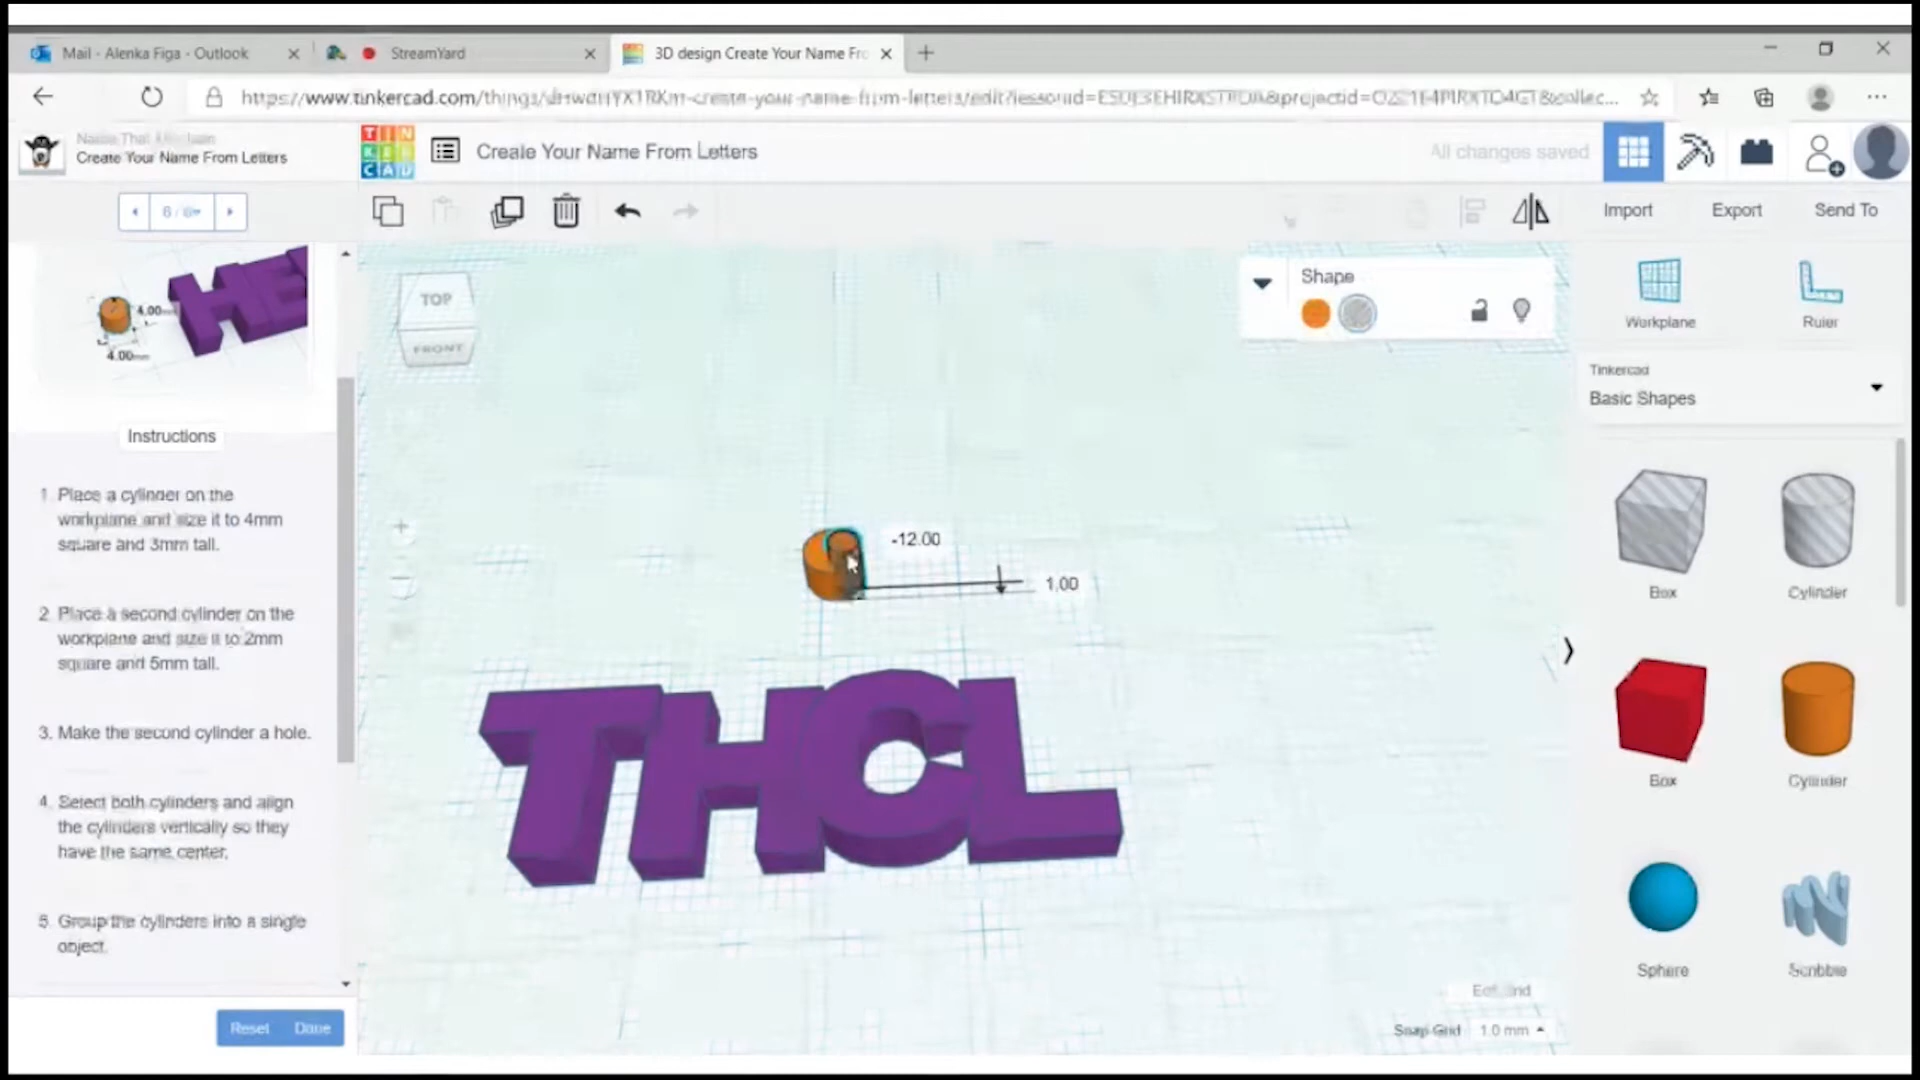 Mail - Alenka Figa - Outlook
StreamYard
3D design Create Your Name Fro
Create Your Name From Letters
TINKERCAD
Create Your Name From Letters
All changes saved
Import
Export
Send To
TOP
FRONT
Shape
Workplane
Ruler
4.00mm
4.00mm
Tinkercad
Basic Shapes
Instructions
1. Place a cylinder on the
workplane and size it to 4mm
square and 3mm tall.
2. Place a second cylinder on the
workplane and size it to 2mm
square and 5mm tall.
3. Make the second cylinder a hole.
4. Select both cylinders and align
the cylinders vertically so they
have the same center.
5. Group the cylinders into a single
object.
-12.00
1.00
THCL
Box
Cylinder
Box
Cylinder
Sphere
Scribble
Reset
Done
Snap Grid 1.0 mm